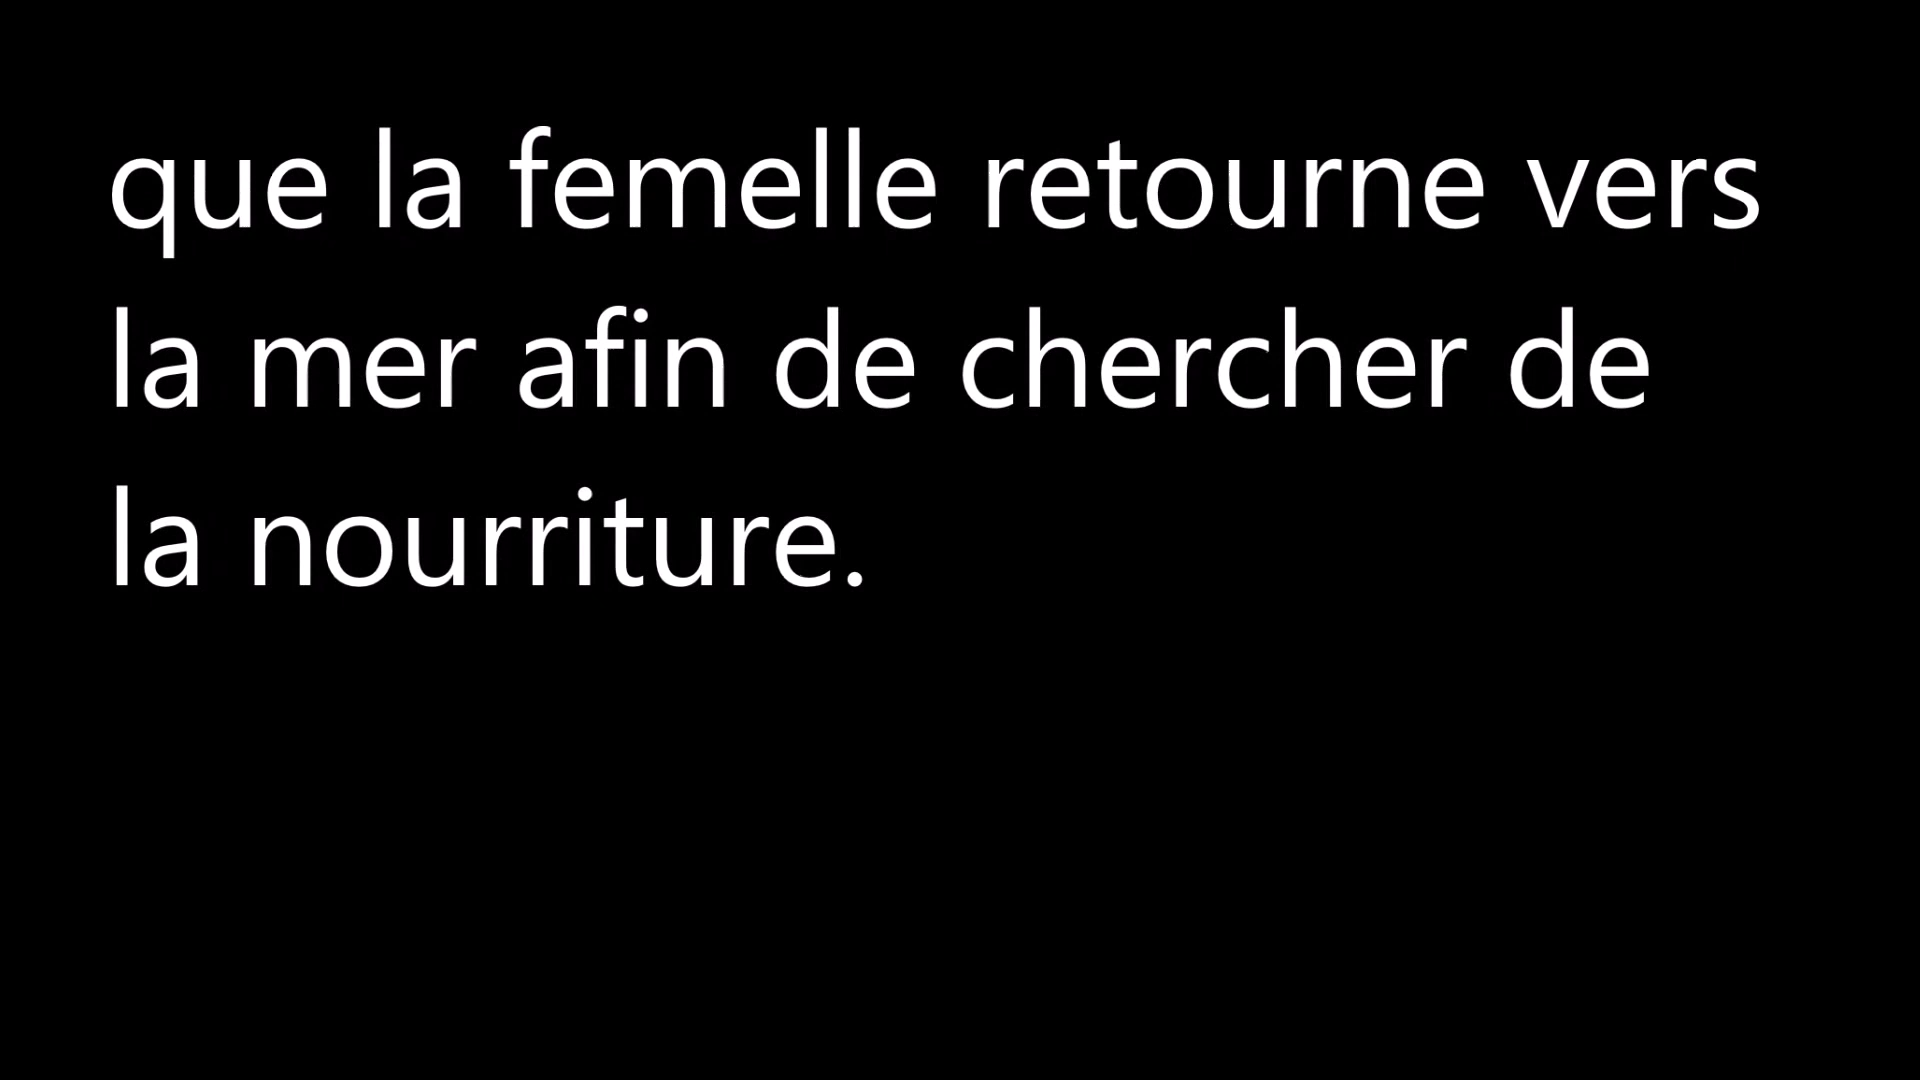 que la femelle retourne vers
la mer afin de chercher de
la nourriture.